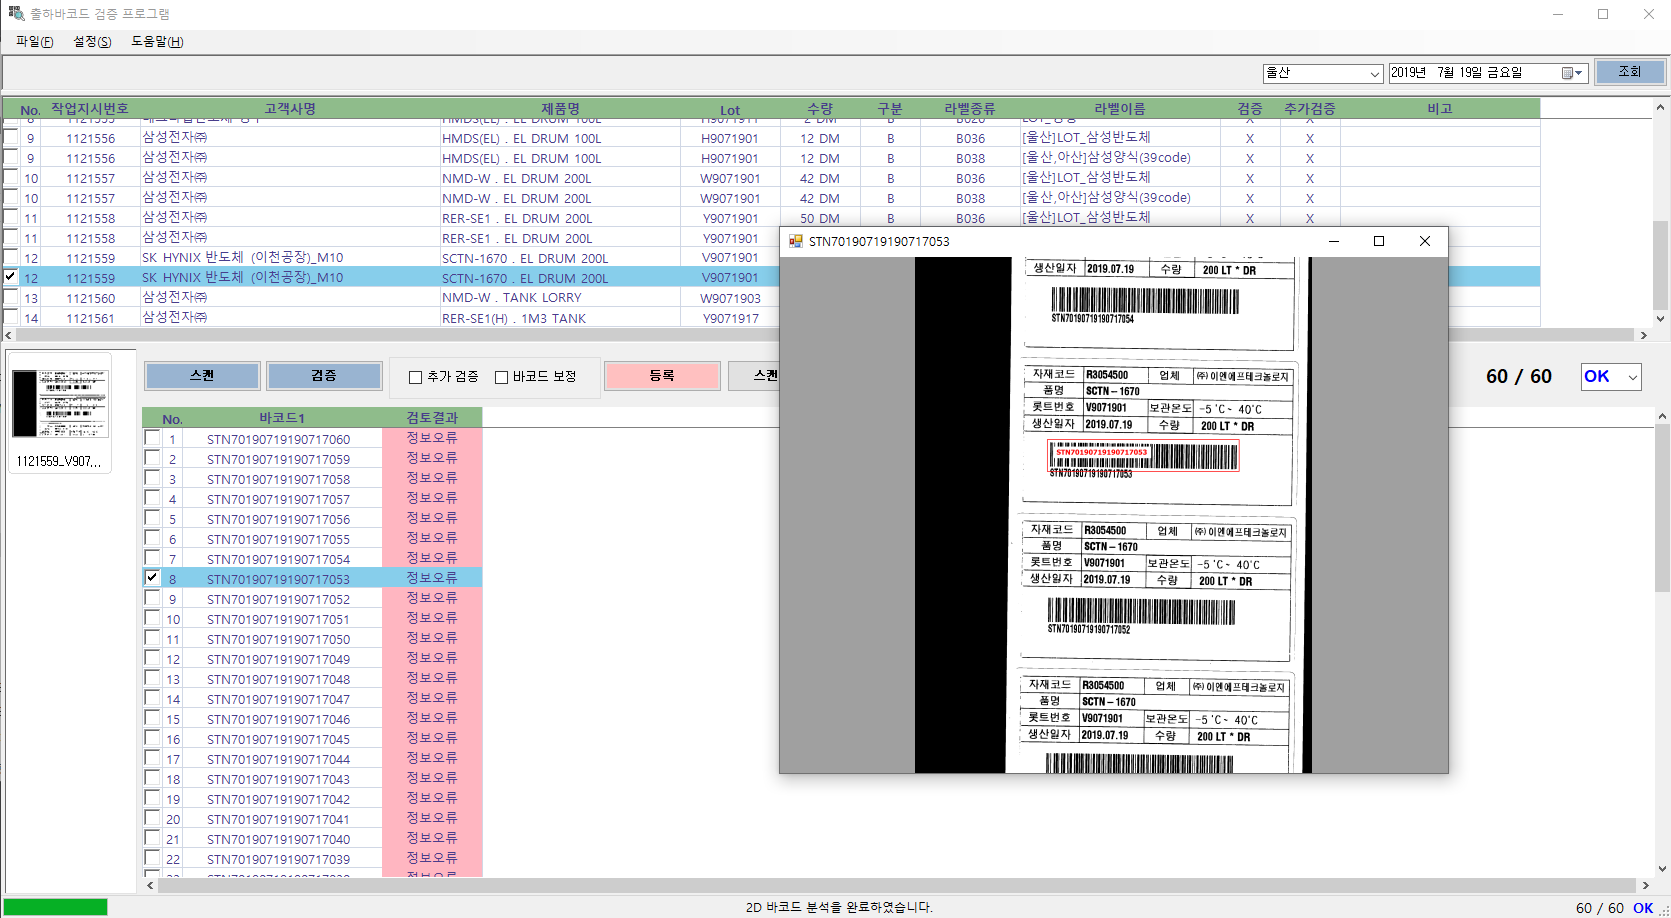 출하바코드 검증 프로그램
파일(F) 설정(S) 도움말(H)
울산 2019년 7월 19일 금요일 조회
No. 작업지시번호 고객사명 제품명 Lot 수량 구분 라벨종류 라벨이름 검증 추가검증 비고
9 1121556 삼성전자㈜ HMDS(EL) . EL DRUM 100L H9071901 12 DM B B036 [울산]LOT_삼성반도체 X X
9 1121556 삼성전자㈜ HMDS(EL) . EL DRUM 100L H9071901 12 DM B B038 [울산,아산]삼성양식(39code) X X
10 1121557 삼성전자㈜ NMD-W . EL DRUM 200L W9071901 42 DM B B036 [울산]LOT_삼성반도체 X X
10 1121557 삼성전자㈜ NMD-W . EL DRUM 200L W9071901 42 DM B B038 [울산,아산]삼성양식(39code) X X
11 1121558 삼성전자㈜ RER-SE1 . EL DRUM 200L Y9071901 50 DM B B036 [울산]LOT_삼성반도체 X X
11 1121558 삼성전자㈜ RER-SE1 . EL DRUM 200L Y9071901
12 1121559 SK HYNIX 반도체 (이천공장)_M10 SCTN-1670 . EL DRUM 200L V9071901
12 1121559 SK HYNIX 반도체 (이천공장)_M10 SCTN-1670 . EL DRUM 200L V9071901
13 1121560 삼성전자㈜ NMD-W . TANK LORRY W9071903
14 1121561 삼성전자㈜ RER-SE1(H) . 1M3 TANK Y9071917
1121559_V907...
스캔 검증 추가 검증 바코드 보정 등록 스캔
60 / 60 OK
No. 바코드1 검토결과
1 STN70190719190717060 정보오류
2 STN70190719190717059 정보오류
3 STN70190719190717058 정보오류
4 STN70190719190717057 정보오류
5 STN70190719190717056 정보오류
6 STN70190719190717055 정보오류
7 STN70190719190717054 정보오류
8 STN70190719190717053 정보오류
9 STN70190719190717052 정보오류
10 STN70190719190717051 정보오류
11 STN70190719190717050 정보오류
12 STN70190719190717049 정보오류
13 STN70190719190717048 정보오류
14 STN70190719190717047 정보오류
15 STN70190719190717046 정보오류
16 STN70190719190717045 정보오류
17 STN70190719190717044 정보오류
18 STN70190719190717043 정보오류
19 STN70190719190717042 정보오류
20 STN70190719190717041 정보오류
21 STN70190719190717040 정보오류
22 STN70190719190717039 정보오류
STN70190719190717053
생산일자 2019.07.19 수량 200 LT * DR
STN70190719190717054
자재코드 R3054500 업체 ㈜이엔에프테크놀로지
품명 SCTN-1670
롯트번호 V9071901 보관온도 -5 ˚C ~ 40˚C
생산일자 2019.07.19 수량 200 LT * DR
STN70190719190717053
STN70190719190717053
자재코드 R3054500 업체 ㈜이엔에프테크놀로지
품명 SCTN-1670
롯트번호 V9071901 보관온도 -5 ˚C ~ 40˚C
생산일자 2019.07.19 수량 200 LT * DR
STN70190719190717052
자재코드 R3054500 업체 ㈜이엔에프테크놀로지
품명 SCTN-1670
롯트번호 V9071901 보관온도 -5 ˚C ~ 40˚C
생산일자 2019.07.19 수량 200 LT * DR
2D 바코드 분석을 완료하였습니다.
60 / 60 OK